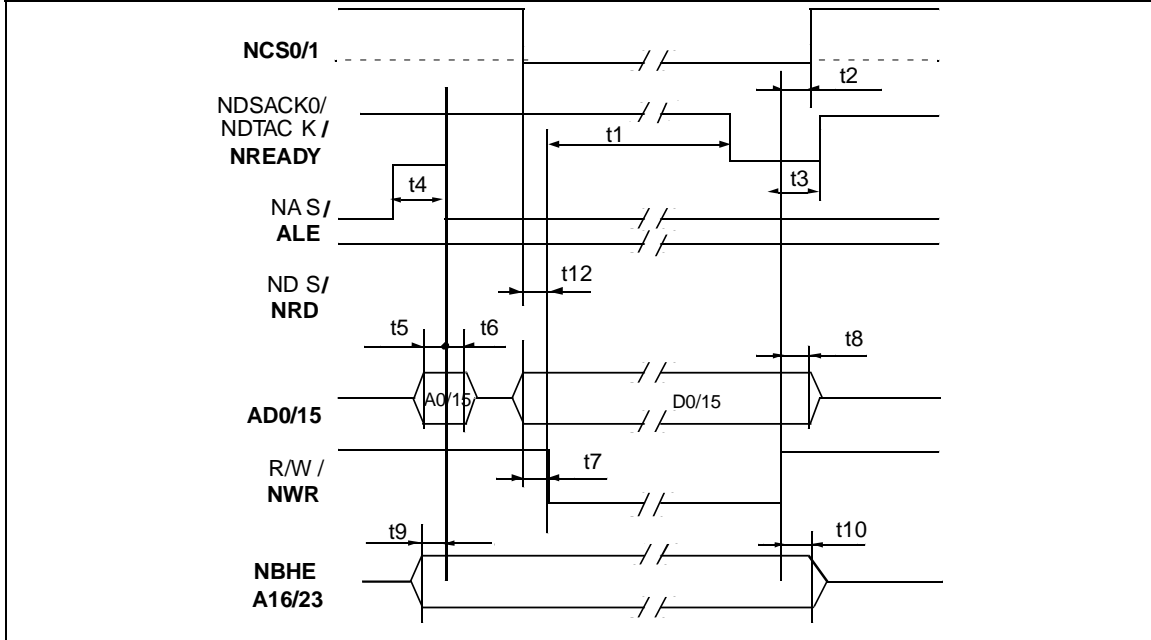 NCS0/1
t2
NDSACK0/
NDTAC K /
NREADY
t1
t3
t4
NA S/
ALE
t12
ND S/
NRD
t5
t6
t8
A0/15
D0/15
AD0/15
R/W /
NWR
t7
t9
t10
NBHE
A16/23